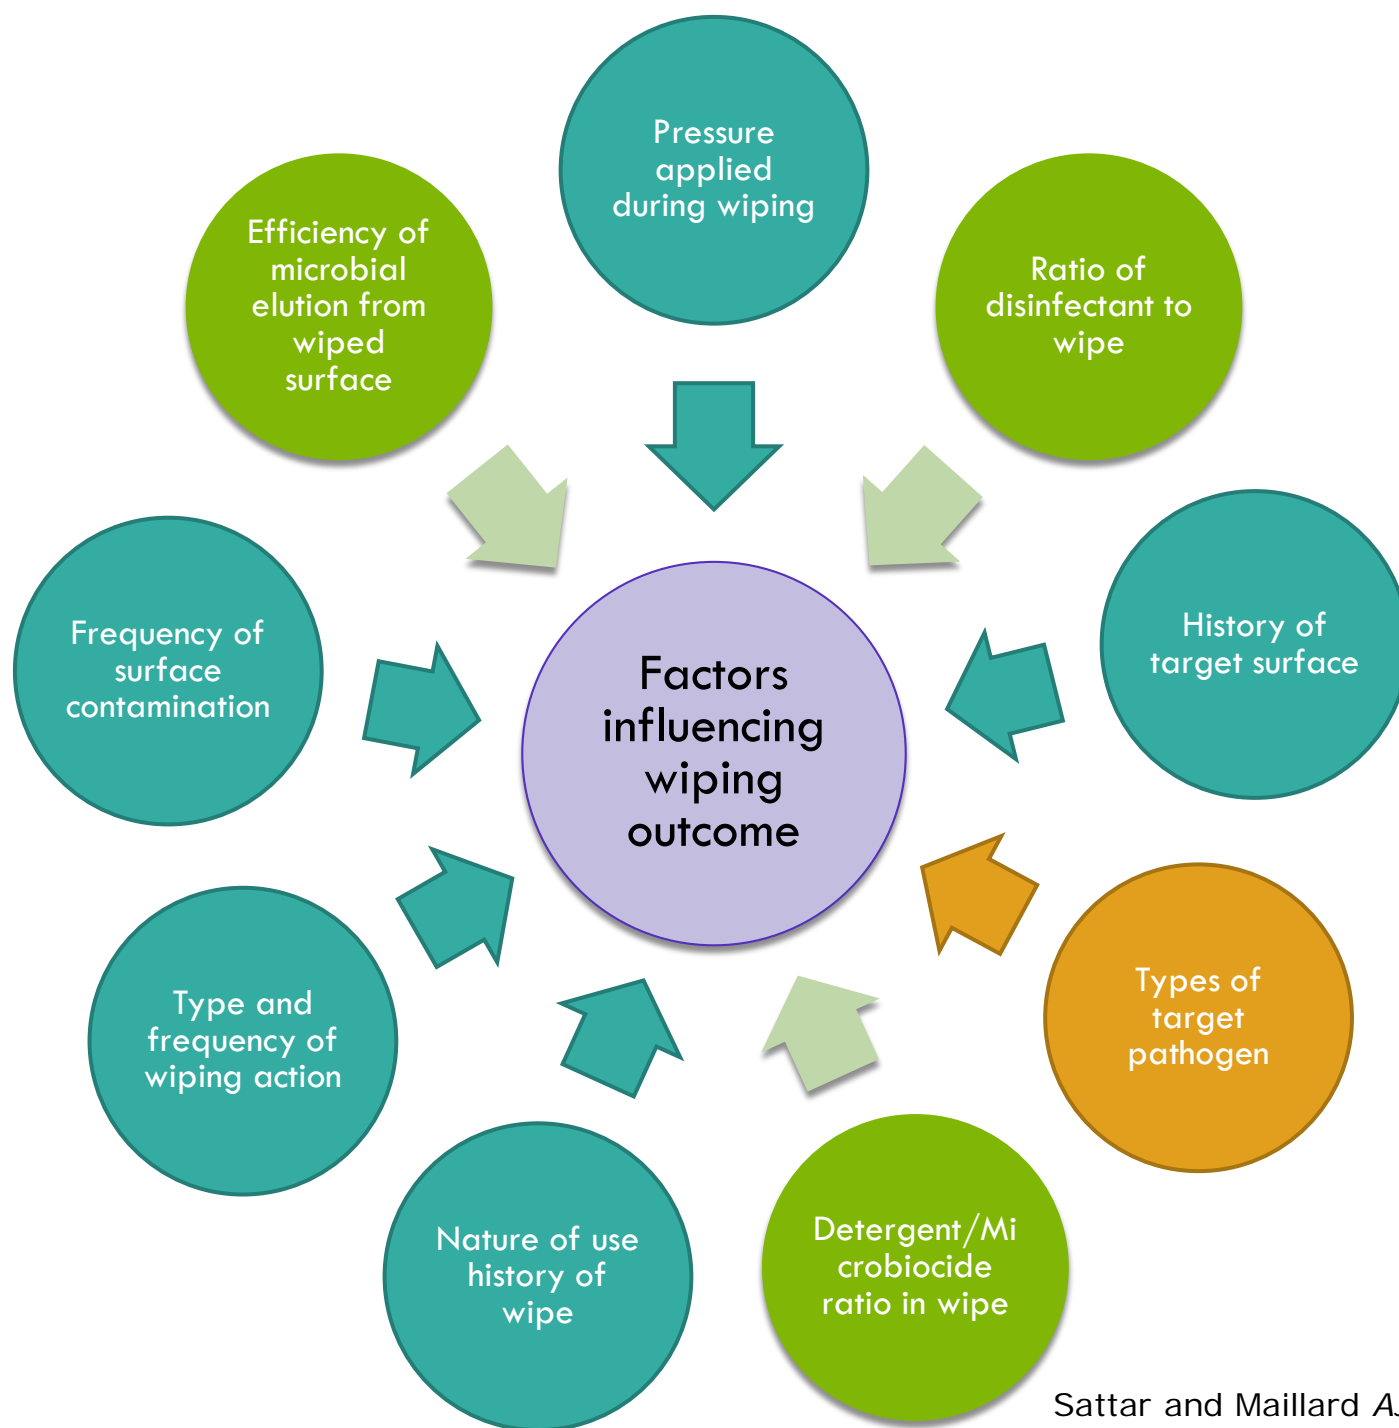 Pressure
applied
during wiping
Ratio of
disinfectant to
wipe
History of
target surface
Types of
target
pathogen
Detergent/Mi
crobiocide
ratio in wipe
Nature of use
history of
wipe
Type and
frequency of
wiping action
Frequency of
surface
contamination
Efficiency of
microbial
elution from
wiped
surface
Factors
influencing
wiping
outcome
Sattar and Maillard